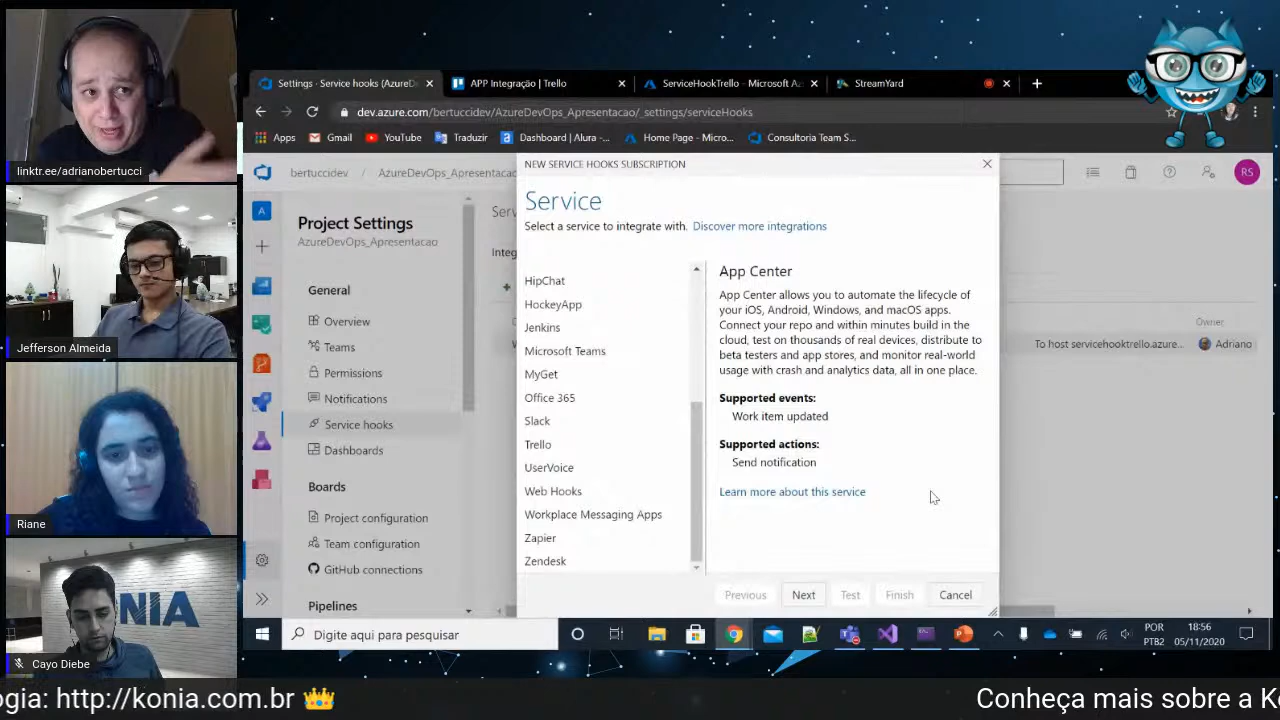 linktr.ee/adrianobertucci
Jefferson Almeida
Riane
NIA
Cayo Diebe
Settings · Service hooks (AzureD
APP Integração | Trello
ServiceHookTrello - Microsoft Az
StreamYard
dev.azure.com/bertuccidev/AzureDevOps_Apresentacao/_settings/serviceHooks
Apps
Gmail
YouTube
Traduzir
Dashboard | Alura -...
Home Page - Micro...
Consultoria Team S...
bertuccidev / AzureDevOps_Apresentacao
RS
A
Project Settings
AzureDevOps_Apresentacao
General
Overview
Teams
Permissions
Notifications
Service hooks
Dashboards
Boards
Project configuration
Team configuration
GitHub connections
Pipelines
Serv
Integ
NEW SERVICE HOOKS SUBSCRIPTION
Service
Select a service to integrate with. Discover more integrations
HipChat
HockeyApp
Jenkins
Microsoft Teams
MyGet
Office 365
Slack
Trello
UserVoice
Web Hooks
Workplace Messaging Apps
Zapier
Zendesk
App Center
App Center allows you to automate the lifecycle of
your iOS, Android, Windows, and macOS apps.
Connect your repo and within minutes build in the
cloud, test on thousands of real devices, distribute to
beta testers and app stores, and monitor real-world
usage with crash and analytics data, all in one place.
Supported events:
Work item updated
Supported actions:
Send notification
Learn more about this service
Previous
Next
Test
Finish
Cancel
Owner
To host servicehooktrello.azure...
Adriano
Digite aqui para pesquisar
POR
PTB2
18:56
05/11/2020
ogia: http://konia.com.br 👑
Conheça mais sobre a Ko